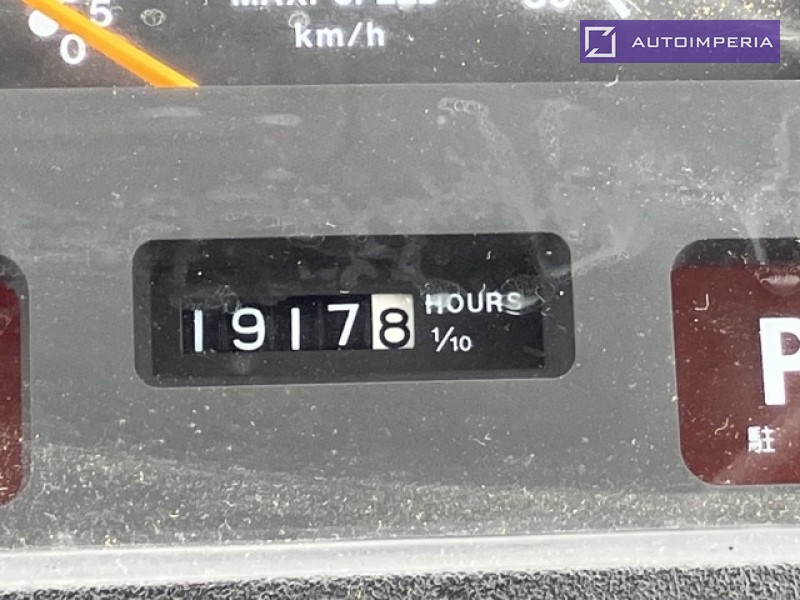 5
0
km/h
AUTOIMPERIA
19178
HOURS
1/10
P
駐